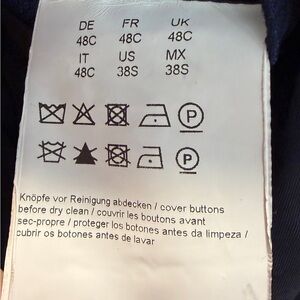 DE FR UK
48C 48C 48C
IT US MX
48C 38S 38S
P
P
Knöpfe vor Reinigung abdecken / cover buttons
before dry clean / couvrir les boutons avant
sec-propre / proteger los botones antes da limpeza /
cubrir os botones antes de lavar